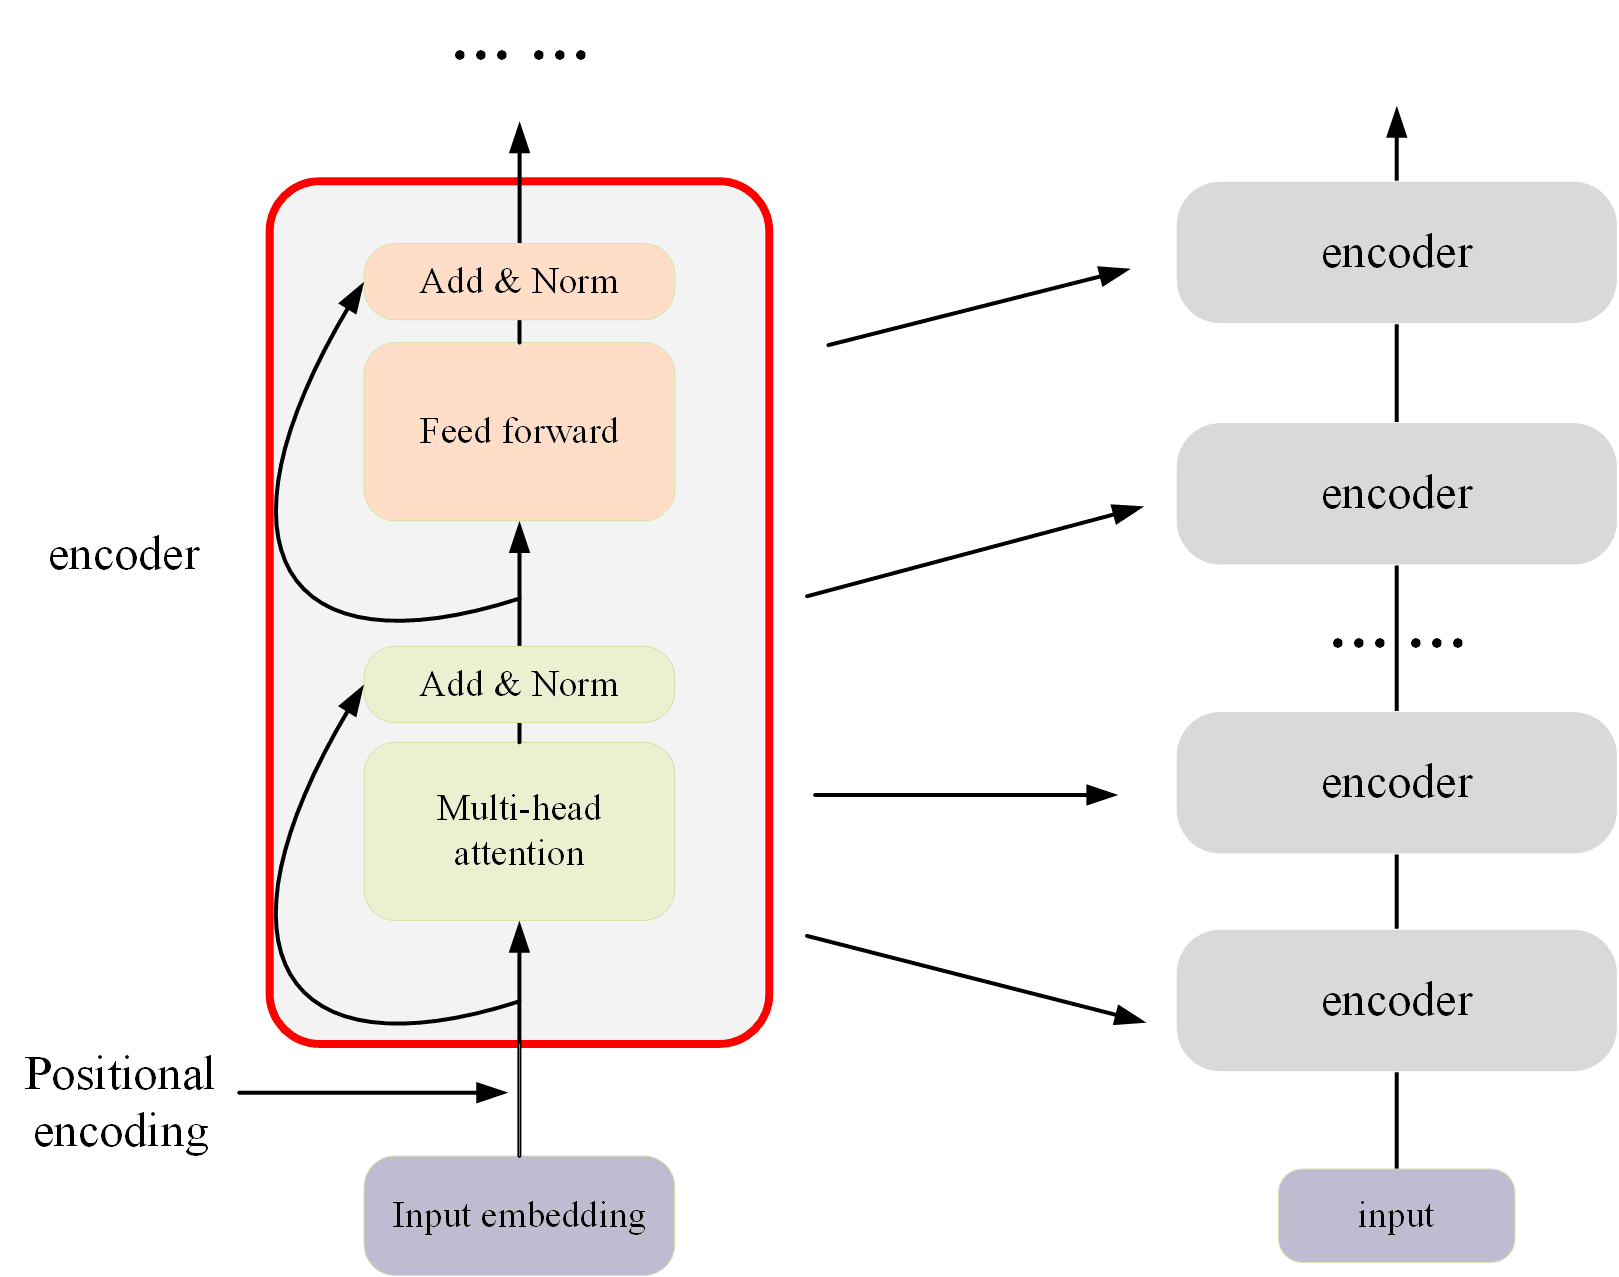 ... ...
Add & Norm
Feed forward
encoder
Add & Norm
Multi-head
attention
Positional
encoding
Input embedding
encoder
encoder
... ...
encoder
encoder
input